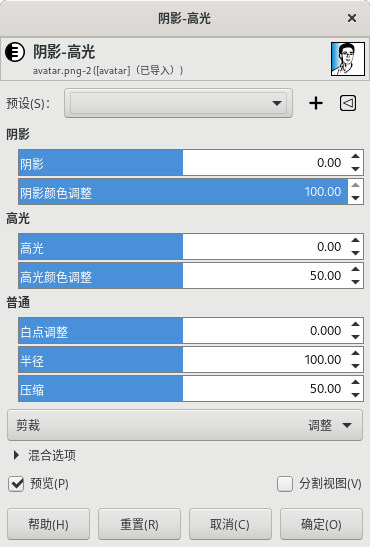 阴影-高光
阴影-高光
avatar.png-2 ([avatar]（已导入）)
预设(S)：
阴影
阴影 0.00
阴影颜色调整 100.00
高光
高光 0.00
高光颜色调整 50.00
普通
白点调整 0.000
半径 100.00
压缩 50.00
剪裁 调整
混合选项
预览(P) 分割视图(V)
帮助(H) 重置(R) 取消(C) 确定(O)